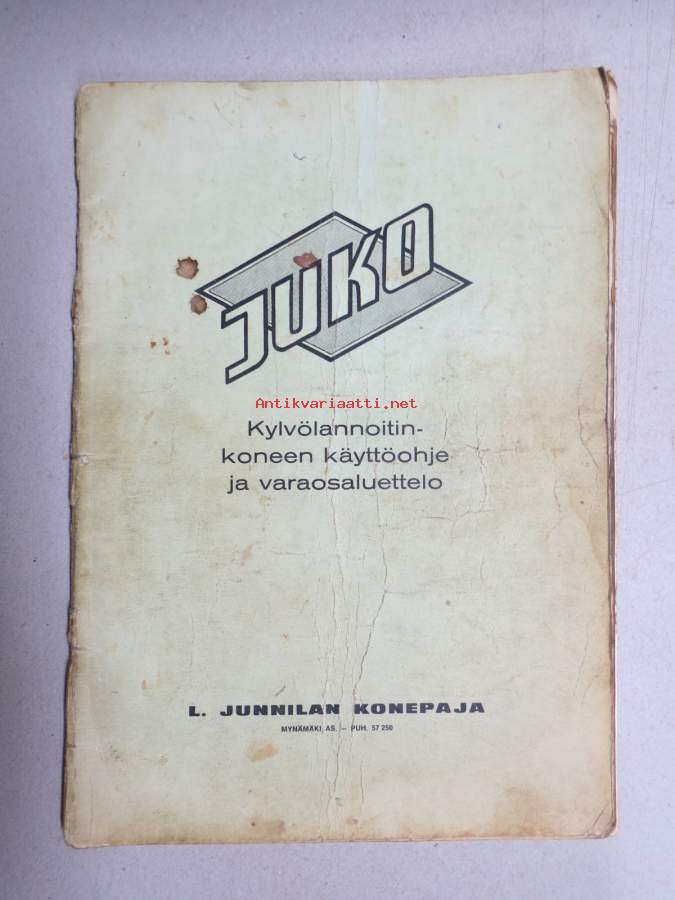 JUKO
Antikvariaatti.net
Kylvölannoitin-
koneen käyttöohje
ja varaosaluettelo
L. JUNNILAN KONEPAJA
MYNÄMÄKI AS. – PUH. 57 250